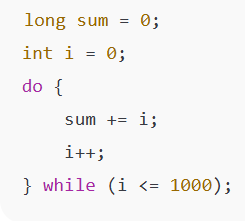 long sum = 0;
int i = 0;
do {
    sum += i;
    i++;
} while (i <= 1000);